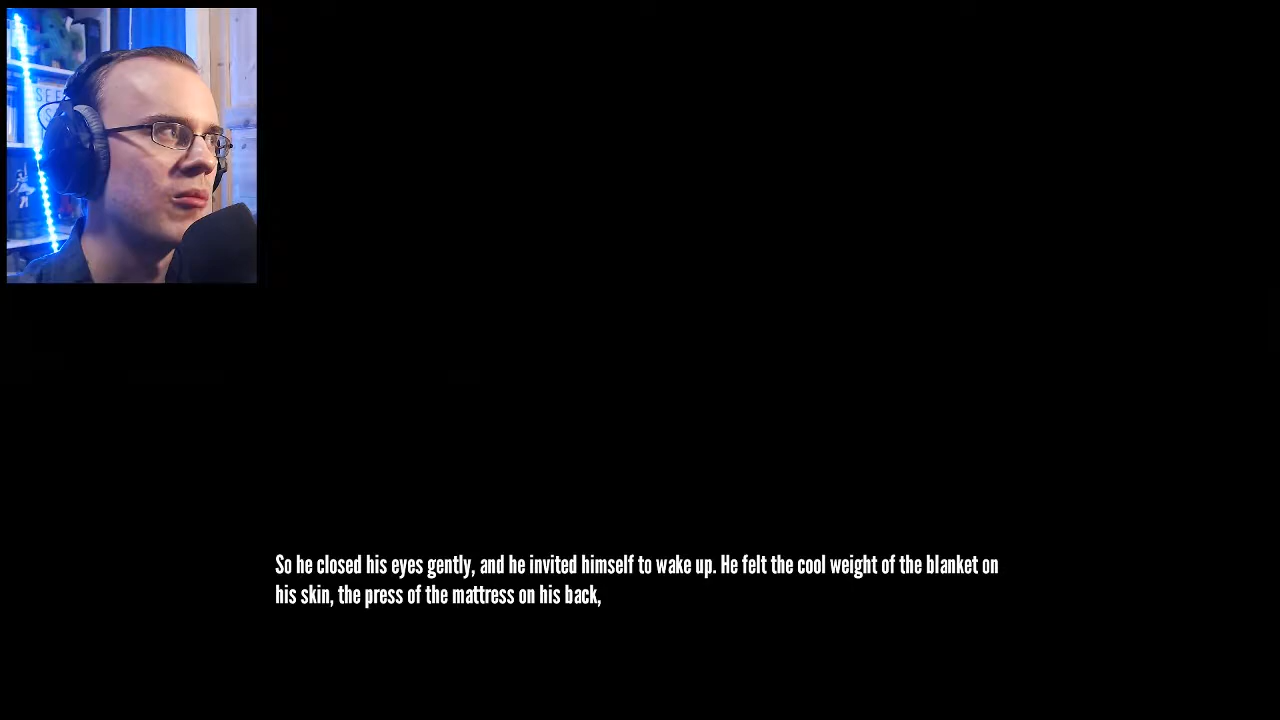 SEE
So he closed his eyes gently, and he invited himself to wake up. He felt the cool weight of the blanket on
his skin, the press of the mattress on his back,